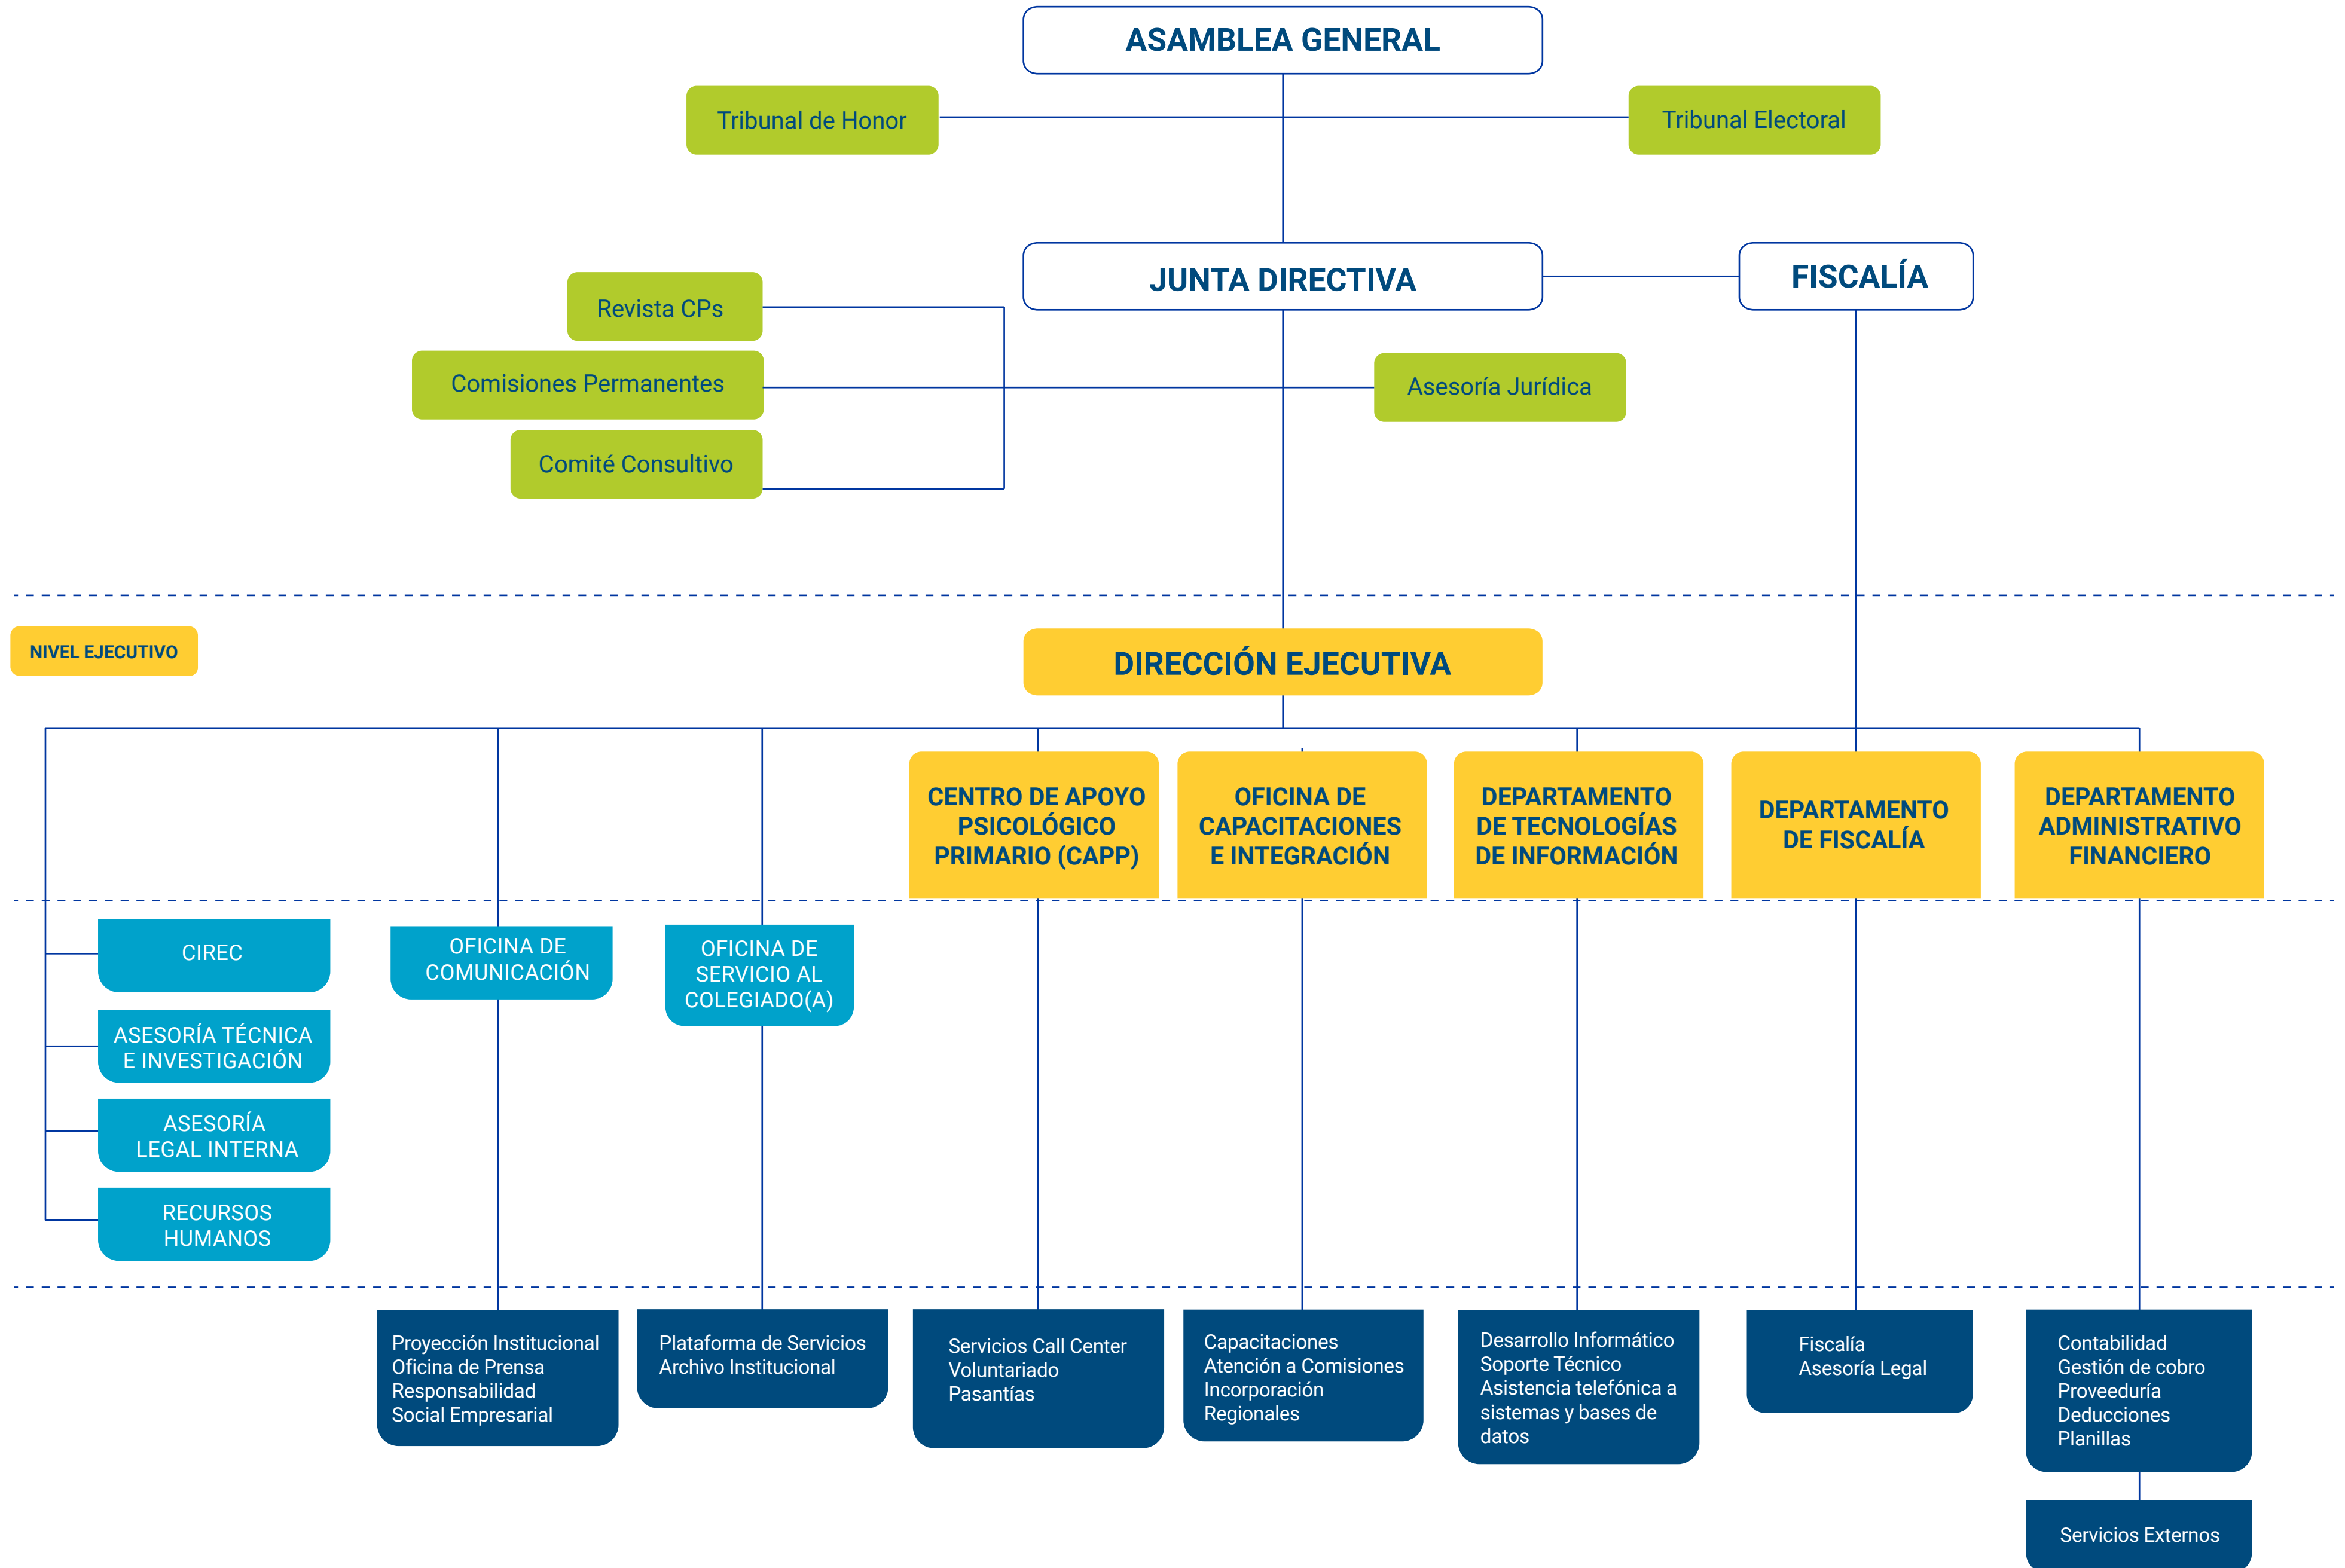 ASAMBLEA GENERAL
Tribunal de Honor
Tribunal Electoral
JUNTA DIRECTIVA
FISCALÍA
Revista CPs
Comisiones Permanentes
Asesoría Jurídica
Comité Consultivo
NIVEL EJECUTIVO
DIRECCIÓN EJECUTIVA
CENTRO DE APOYO
PSICOLÓGICO
PRIMARIO (CAPP)
OFICINA DE
CAPACITACIONES
E INTEGRACIÓN
DEPARTAMENTO
DE TECNOLOGÍAS
DE INFORMACIÓN
DEPARTAMENTO
DE FISCALÍA
DEPARTAMENTO
ADMINISTRATIVO
FINANCIERO
CIREC
ASESORÍA TÉCNICA
E INVESTIGACIÓN
ASESORÍA
LEGAL INTERNA
RECURSOS
HUMANOS
OFICINA DE
COMUNICACIÓN
OFICINA DE
SERVICIO AL
COLEGIADO(A)
Proyección Institucional
Oficina de Prensa
Responsabilidad
Social Empresarial
Plataforma de Servicios
Archivo Institucional
Servicios Call Center
Voluntariado
Pasantías
Capacitaciones
Atención a Comisiones
Incorporación
Regionales
Desarrollo Informático
Soporte Técnico
Asistencia telefónica a
sistemas y bases de
datos
Fiscalía
Asesoría Legal
Contabilidad
Gestión de cobro
Proveeduría
Deducciones
Planillas
Servicios Externos